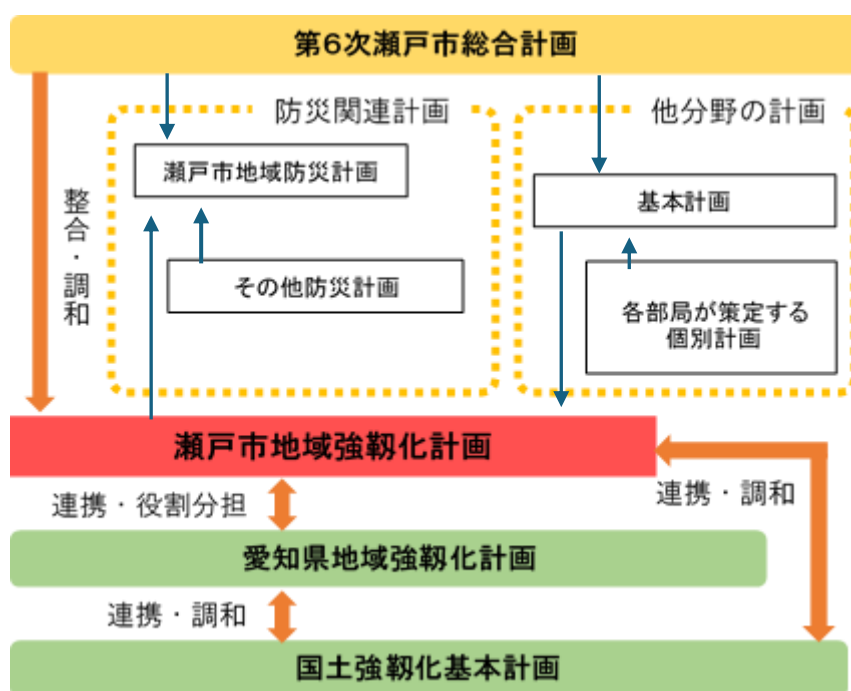 第6次瀬戸市総合計画
防災関連計画
他分野の計画
瀬戸市地域防災計画
基本計画
整合・調和
その他防災計画
各部局が策定する
個別計画
瀬戸市地域強靱化計画
連携・役割分担
連携・調和
愛知県地域強靱化計画
連携・調和
国土強靱化基本計画